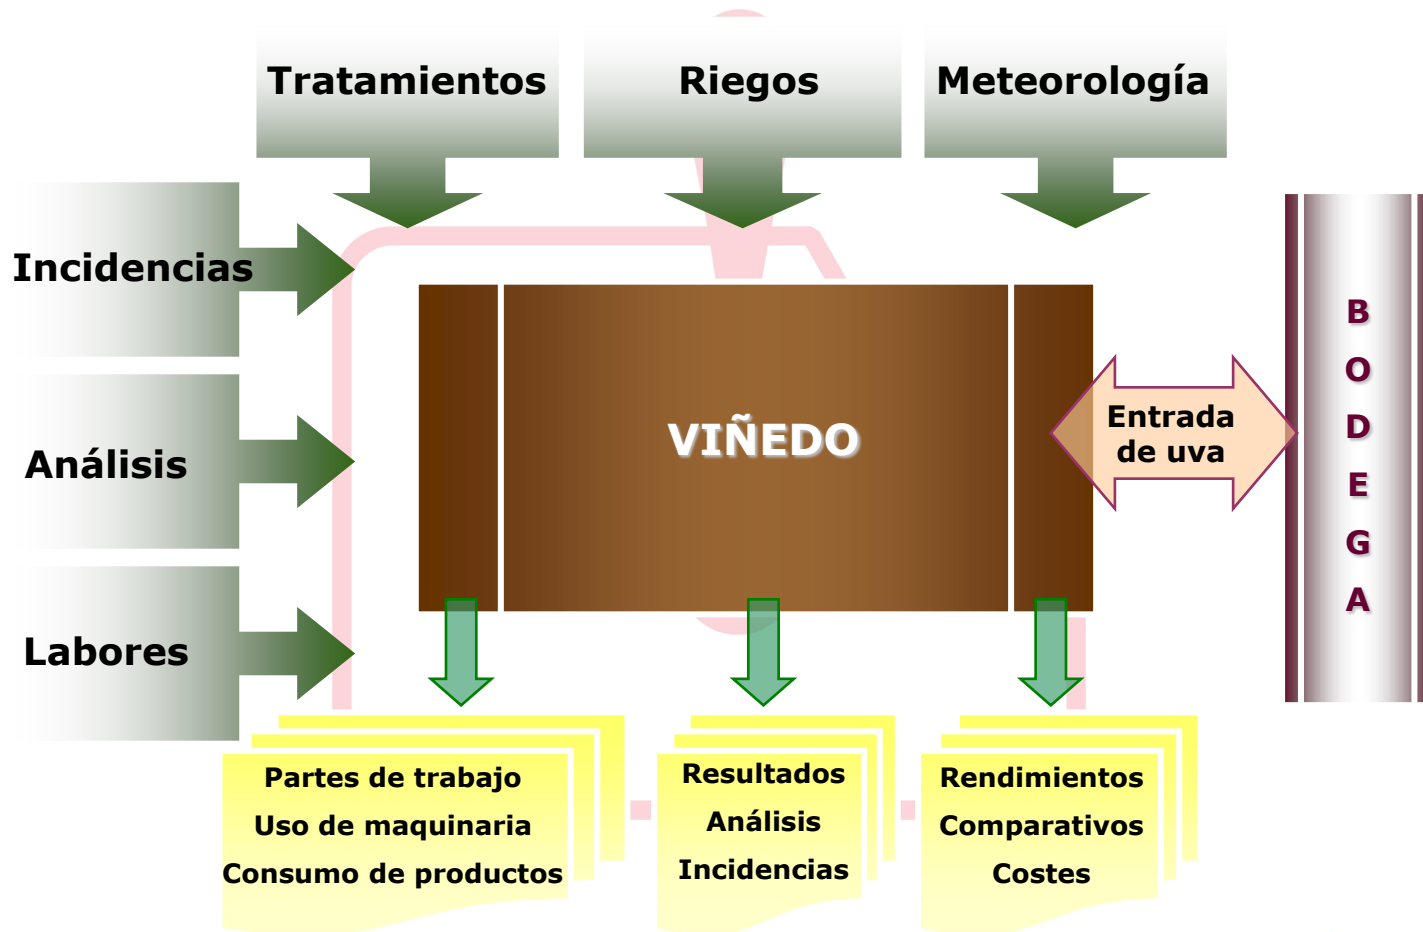 Tratamientos
Riegos
Meteorología
Incidencias
Análisis
Labores
VIÑEDO
Entrada
de uva
B
O
D
E
G
A
Partes de trabajo
Uso de maquinaria
Consumo de productos
Resultados
Análisis
Incidencias
Rendimientos
Comparativos
Costes